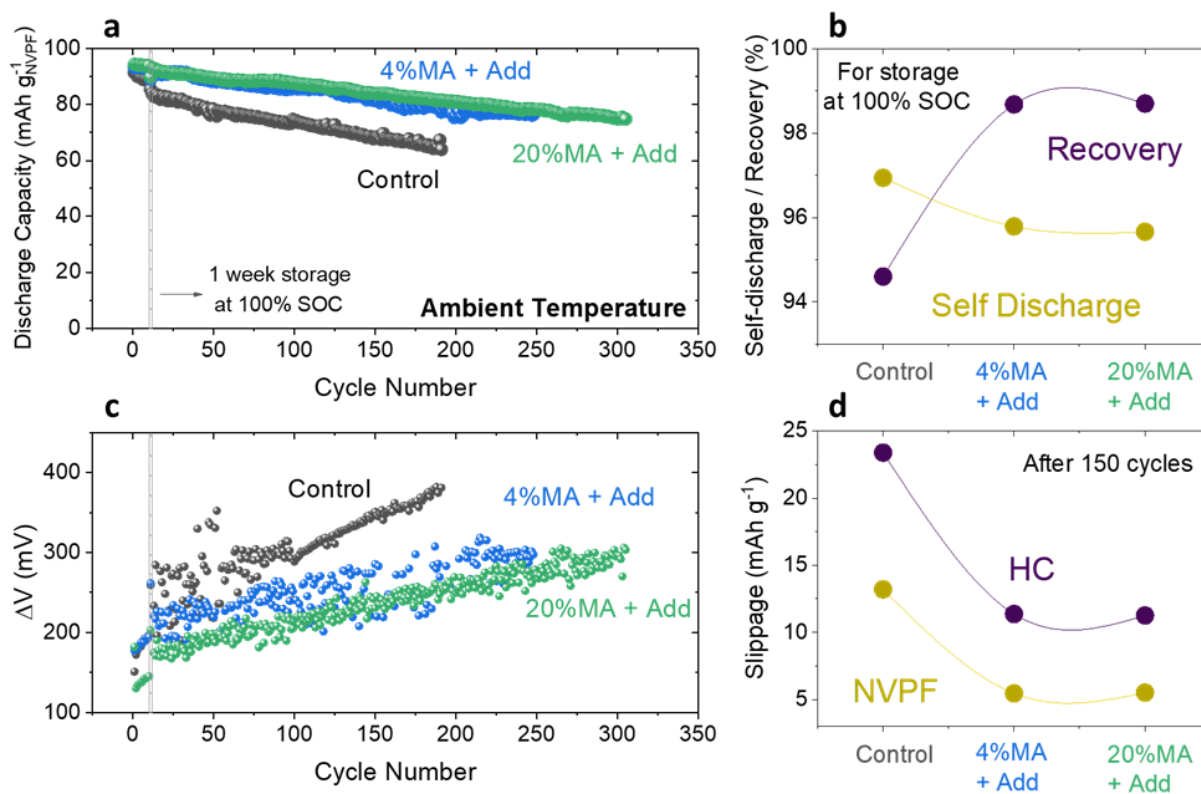 a
Discharge Capacity (mAh g⁻¹NVPF)
100
80
60
40
20
0
4%MA + Add
20%MA + Add
Control
1 week storage
at 100% SOC
Ambient Temperature
0 50 100 150 200 250 300 350
Cycle Number
b
Self-discharge / Recovery (%)
100
98
96
94
For storage
at 100% SOC
Recovery
Self Discharge
Control 4%MA 20%MA
+ Add + Add
c
ΔV (mV)
400
300
200
100
Control
4%MA + Add
20%MA + Add
0 50 100 150 200 250 300 350
Cycle Number
d
Slippage (mAh g⁻¹)
25
20
15
10
5
After 150 cycles
HC
NVPF
Control 4%MA 20%MA
+ Add + Add